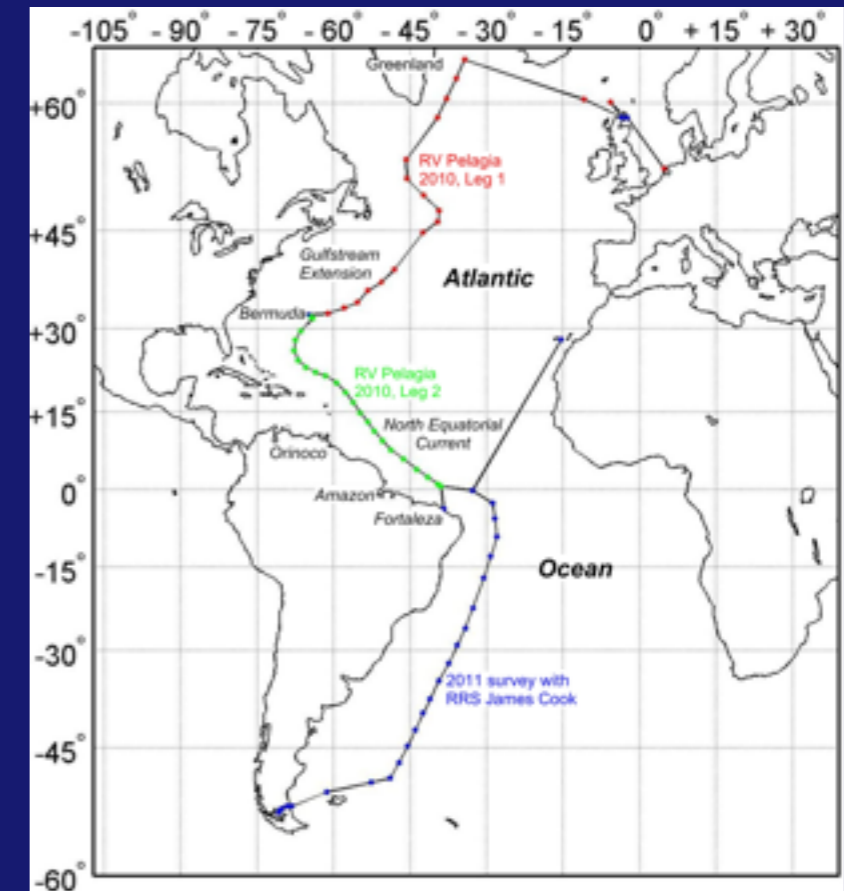 -105° -90° -75° -60° -45° -30° -15° 0° +15° +30°
Greenland
+60°
RV Pelagia
2010, Leg 1
+45°
Gulfstream
Extension
Atlantic
Bermuda
+30°
RV Pelagia
2010, Leg 2
+15°
North Equatorial
Current
Orinoco
0°
Amazon
Fortaleza
-15°
Ocean
-30°
2011 survey with
RRS James Cook
-45°
-60°